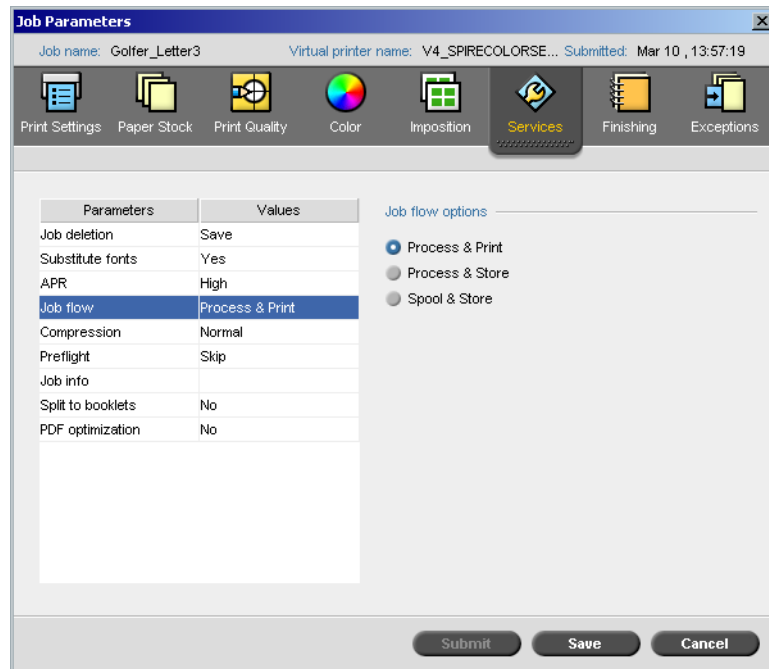 Job Parameters
Job name: Golfer_Letter3 Virtual printer name: V4_SPIRECOLORSE... Submitted: Mar 10 , 13:57:19
Print Settings Paper Stock Print Quality Color Imposition Services Finishing Exceptions
Parameters Values
Job deletion Save
Substitute fonts Yes
APR High
Job flow Process & Print
Compression Normal
Preflight Skip
Job info
Split to booklets No
PDF optimization No
Job flow options
Process & Print
Process & Store
Spool & Store
Submit Save Cancel